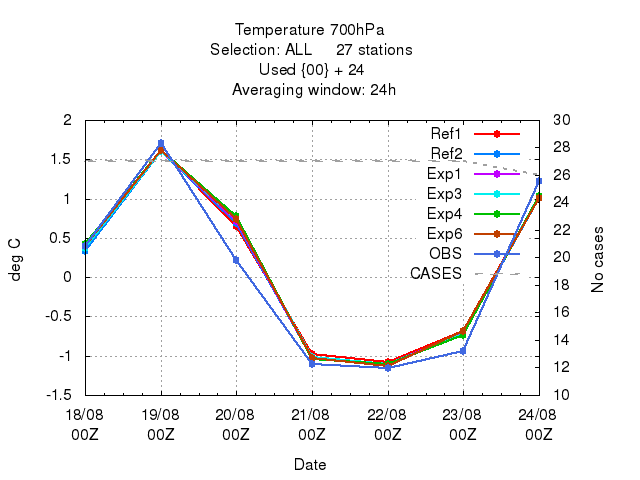 Temperature 700hPa
Selection: ALL 27 stations
Used {00} + 24
Averaging window: 24h
2
1.5
1
0.5
0
-0.5
-1
-1.5
deg C
30
28
26
24
22
20
18
16
14
12
10
No cases
Ref1
Ref2
Exp1
Exp3
Exp4
Exp6
OBS
CASES
18/08 19/08 20/08 21/08 22/08 23/08 24/08
00Z 00Z 00Z 00Z 00Z 00Z 00Z
Date